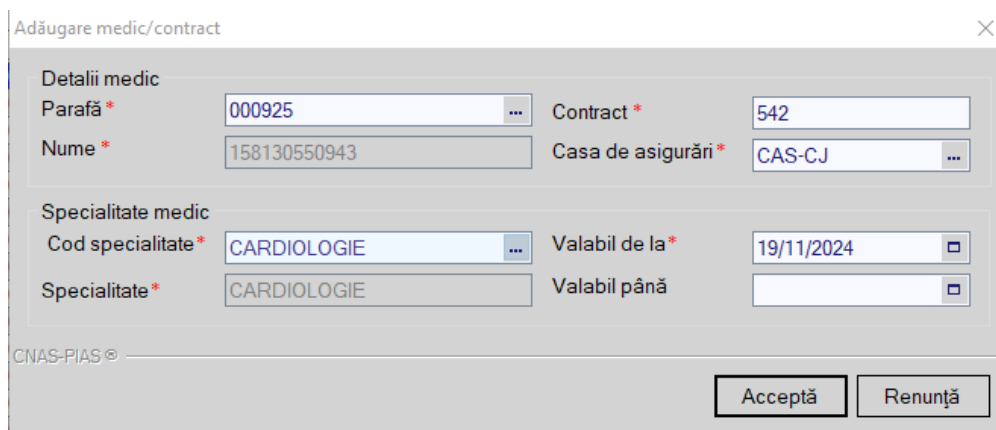 Adăugare medic/contract
Detalii medic
Parafă * 000925 ... Contract * 542
Nume * 158130550943 Casa de asigurări * CAS-CJ ...
Specialitate medic
Cod specialitate * CARDIOLOGIE ... Valabil de la * 19/11/2024
Specialitate * CARDIOLOGIE Valabil până
CNAS-PIAS ®
Acceptă Renunţă